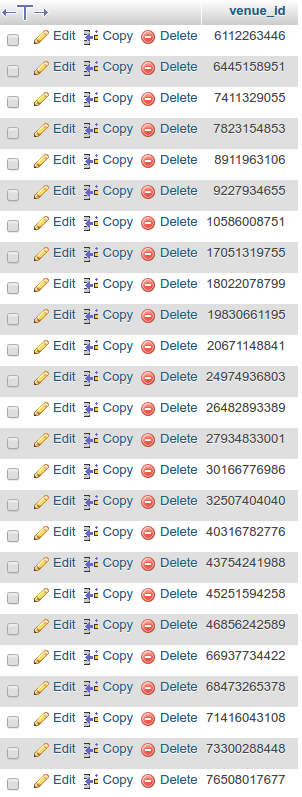 ←T→ venue_id
Edit Copy Delete 6112263446
Edit Copy Delete 6445158951
Edit Copy Delete 7411329055
Edit Copy Delete 7823154853
Edit Copy Delete 8911963106
Edit Copy Delete 9227934655
Edit Copy Delete 10586008751
Edit Copy Delete 17051319755
Edit Copy Delete 18022078799
Edit Copy Delete 19830661195
Edit Copy Delete 20671148841
Edit Copy Delete 24974936803
Edit Copy Delete 26482893389
Edit Copy Delete 27934833001
Edit Copy Delete 30166776986
Edit Copy Delete 32507404040
Edit Copy Delete 40316782776
Edit Copy Delete 43754241988
Edit Copy Delete 45251594258
Edit Copy Delete 46856242589
Edit Copy Delete 66937734422
Edit Copy Delete 68473265378
Edit Copy Delete 71416043108
Edit Copy Delete 73300288448
Edit Copy Delete 76508017677